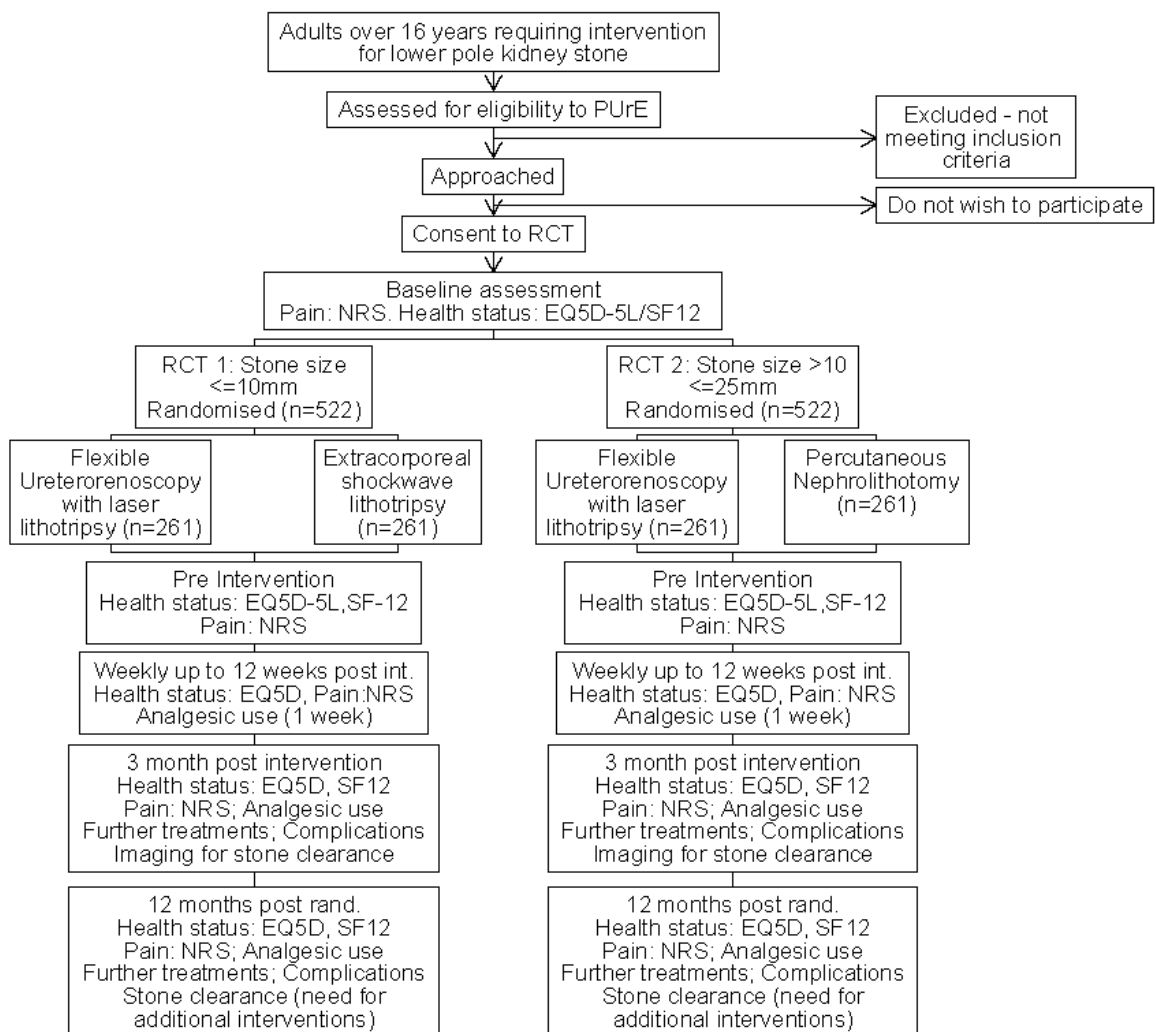 Adults over 16 years requiring intervention
for lower pole kidney stone
Assessed for eligibility to PUrE
Excluded - not
meeting inclusion
criteria
Approached
Do not wish to participate
Consent to RCT
Baseline assessment
Pain: NRS. Health status: EQ5D-5L/SF12
RCT 1: Stone size
<=10mm
Randomised (n=522)
RCT 2: Stone size >10
<=25mm
Randomised (n=522)
Flexible
Ureterorenoscopy
with laser
lithotripsy (n=261)
Extracorporeal
shockwave
lithotripsy
(n=261)
Flexible
Ureterorenoscopy
with laser
lithotripsy (n=261)
Percutaneous
Nephrolithotomy
(n=261)
Pre Intervention
Health status: EQ5D-5L,SF-12
Pain: NRS
Pre Intervention
Health status: EQ5D-5L,SF-12
Pain: NRS
Weekly up to 12 weeks post int.
Health status: EQ5D, Pain:NRS
Analgesic use (1 week)
Weekly up to 12 weeks post int.
Health status: EQ5D, Pain: NRS
Analgesic use (1 week)
3 month post intervention
Health status: EQ5D, SF12
Pain: NRS; Analgesic use
Further treatments; Complications
Imaging for stone clearance
3 month post intervention
Health status: EQ5D, SF12
Pain: NRS; Analgesic use
Further treatments; Complications
Imaging for stone clearance
12 months post rand.
Health status: EQ5D, SF12
Pain: NRS; Analgesic use
Further treatments; Complications
Stone clearance (need for
additional interventions)
12 months post rand.
Health status: EQ5D, SF12
Pain: NRS; Analgesic use
Further treatments; Complications
Stone clearance (need for
additional interventions)